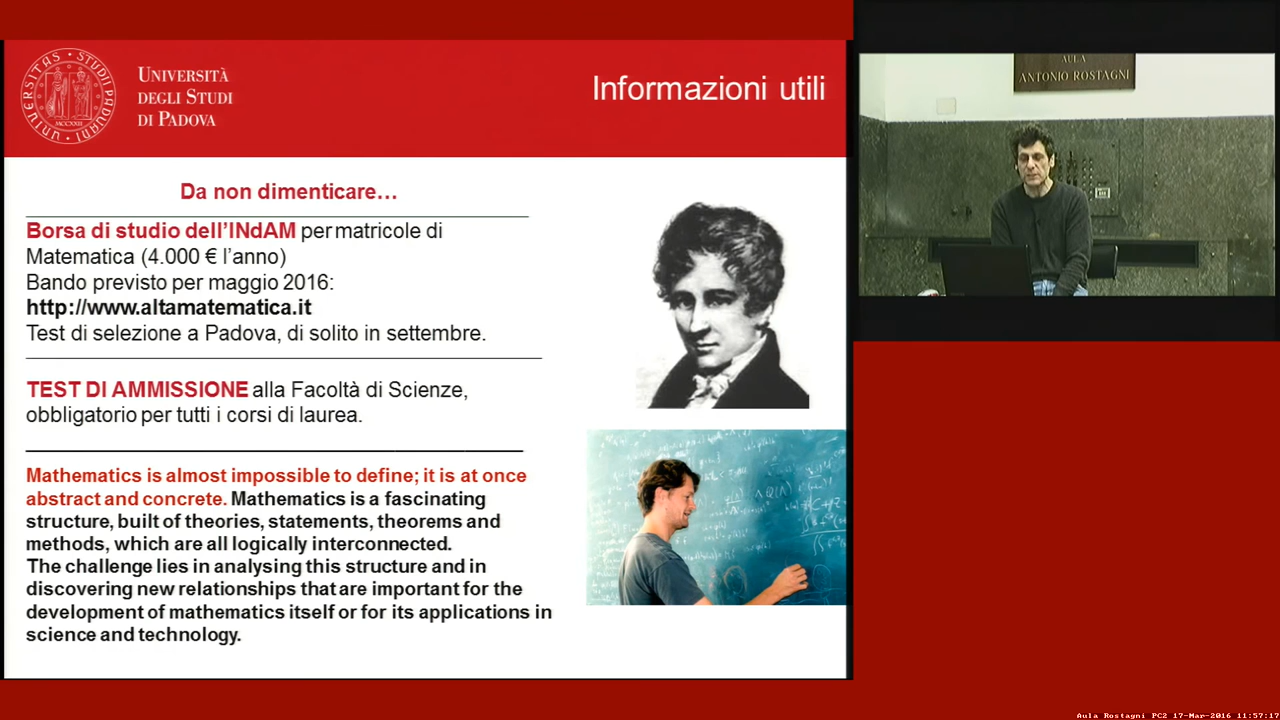 UNIVERSITÀ
DEGLI STUDI
DI PADOVA
UNIVERSITAS STUDII PADUANI
MCCXXII
Informazioni utili
Da non dimenticare...
Borsa di studio dell'INdAM per matricole di
Matematica (4.000 € l'anno)
Bando previsto per maggio 2016:
http://www.altamatematica.it
Test di selezione a Padova, di solito in settembre.
TEST DI AMMISSIONE alla Facoltà di Scienze,
obbligatorio per tutti i corsi di laurea.
Mathematics is almost impossible to define; it is at once
abstract and concrete. Mathematics is a fascinating
structure, built of theories, statements, theorems and
methods, which are all logically interconnected.
The challenge lies in analysing this structure and in
discovering new relationships that are important for the
development of mathematics itself or for its applications in
science and technology.
AULA
ANTONIO ROSTAGNI
Aula Rostagni PC2 17-Mar-2016 11:57:17